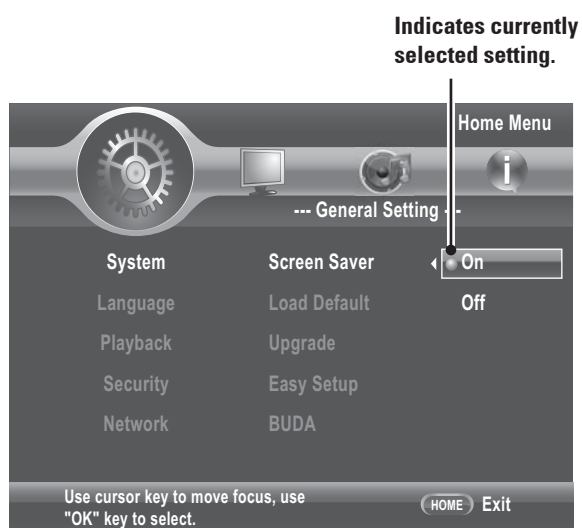 Indicates currently
selected setting.
Home Menu
--- General Setting ---
System
Screen Saver
On
Language
Load Default
Off
Playback
Upgrade
Security
Easy Setup
Network
BUDA
Use cursor key to move focus, use
"OK" key to select.
HOME Exit